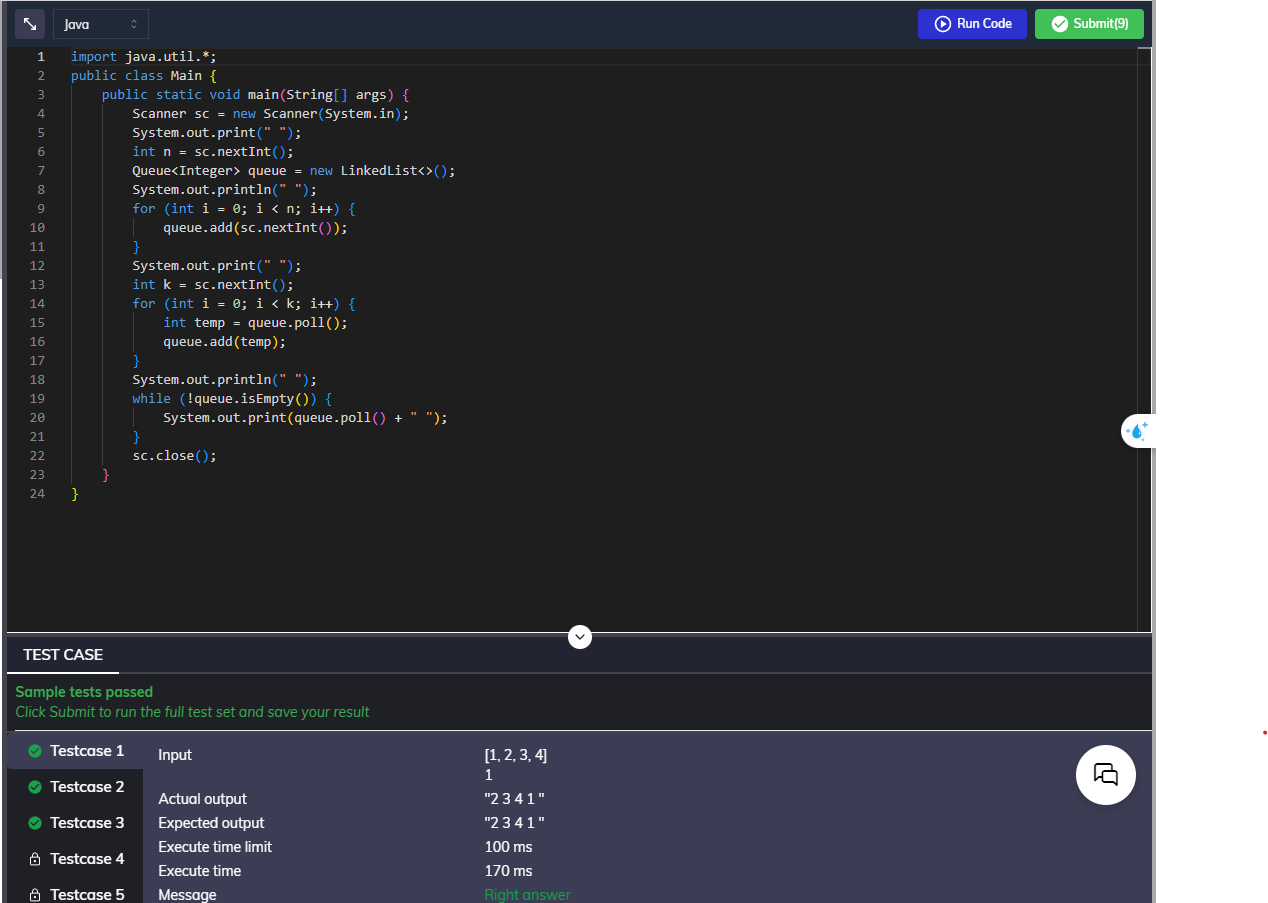 Java
Run Code
Submit(9)
1 import java.util.*;
2 public class Main {
3 public static void main(String[] args) {
4 Scanner sc = new Scanner(System.in);
5 System.out.print(" ");
6 int n = sc.nextInt();
7 Queue<Integer> queue = new LinkedList<>();
8 System.out.println(" ");
9 for (int i = 0; i < n; i++) {
10 queue.add(sc.nextInt());
11 }
12 System.out.print(" ");
13 int k = sc.nextInt();
14 for (int i = 0; i < k; i++) {
15 int temp = queue.poll();
16 queue.add(temp);
17 }
18 System.out.println(" ");
19 while (!queue.isEmpty()) {
20 System.out.print(queue.poll() + " ");
21 }
22 sc.close();
23 }
24 }
TEST CASE
Sample tests passed
Click Submit to run the full test set and save your result
Testcase 1
Testcase 2
Testcase 3
Testcase 4
Testcase 5
Input [1, 2, 3, 4]
1
Actual output "2 3 4 1 "
Expected output "2 3 4 1 "
Execute time limit 100 ms
Execute time 170 ms
Message Right answer